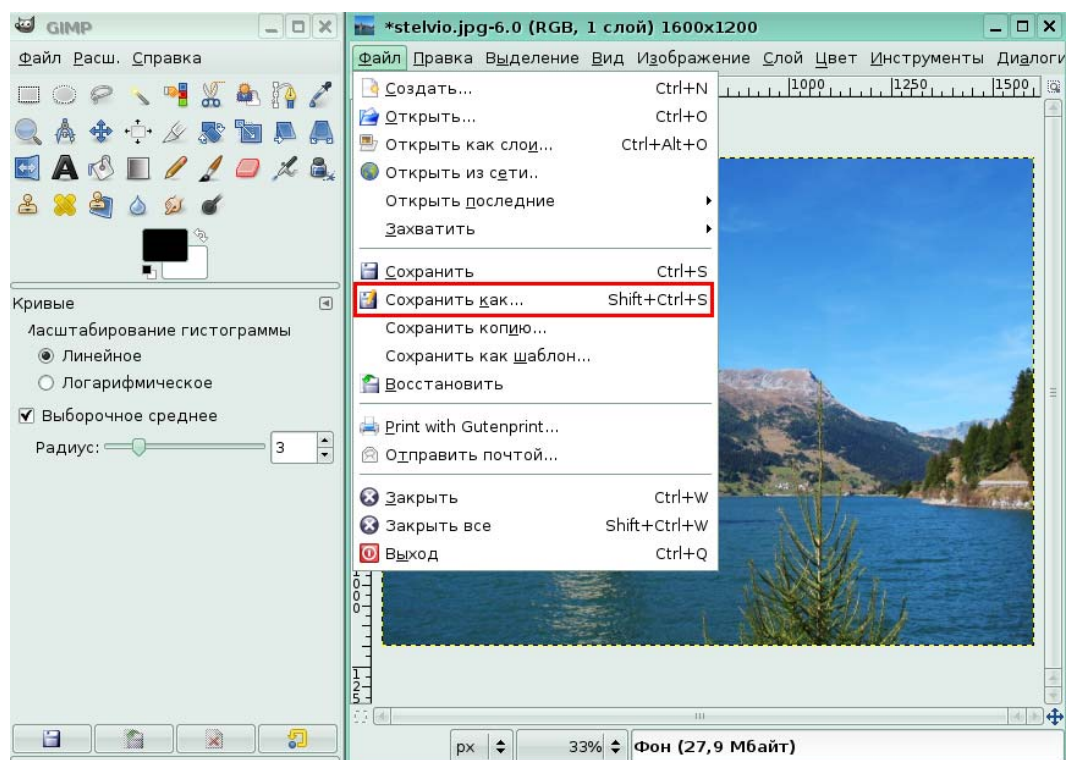 GIMP
Файл Расш. Справка
Кривые
Масштабирование гистограммы
Линейное
Логарифмическое
Выборочное среднее
Радиус: 3
*stelvio.jpg-6.0 (RGB, 1 слой) 1600x1200
Файл Правка Выделение Вид Изображение Слой Цвет Инструменты Диалоги
1000 1250 1500
Создать... Ctrl+N
Открыть... Ctrl+O
Открыть как слои... Ctrl+Alt+O
Открыть из сети..
Открыть последние
Захватить
Сохранить Ctrl+S
Сохранить как... Shift+Ctrl+S
Сохранить копию...
Сохранить как шаблон...
Восстановить
Print with Gutenprint...
Отправить почтой...
Закрыть Ctrl+W
Закрыть все Shift+Ctrl+W
Выход Ctrl+Q
px 33% Фон (27,9 Мбайт)